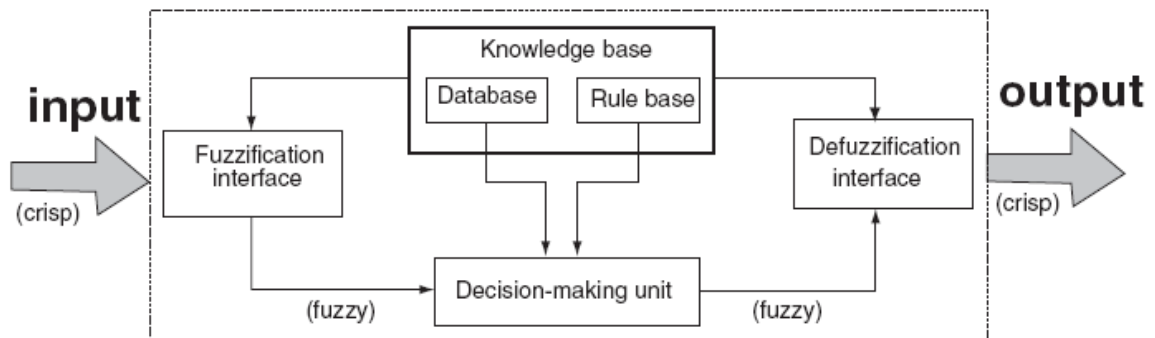 Knowledge base
Database
Rule base
input
output
Fuzzification
interface
Defuzzification
interface
(crisp)
(crisp)
Decision-making unit
(fuzzy)
(fuzzy)